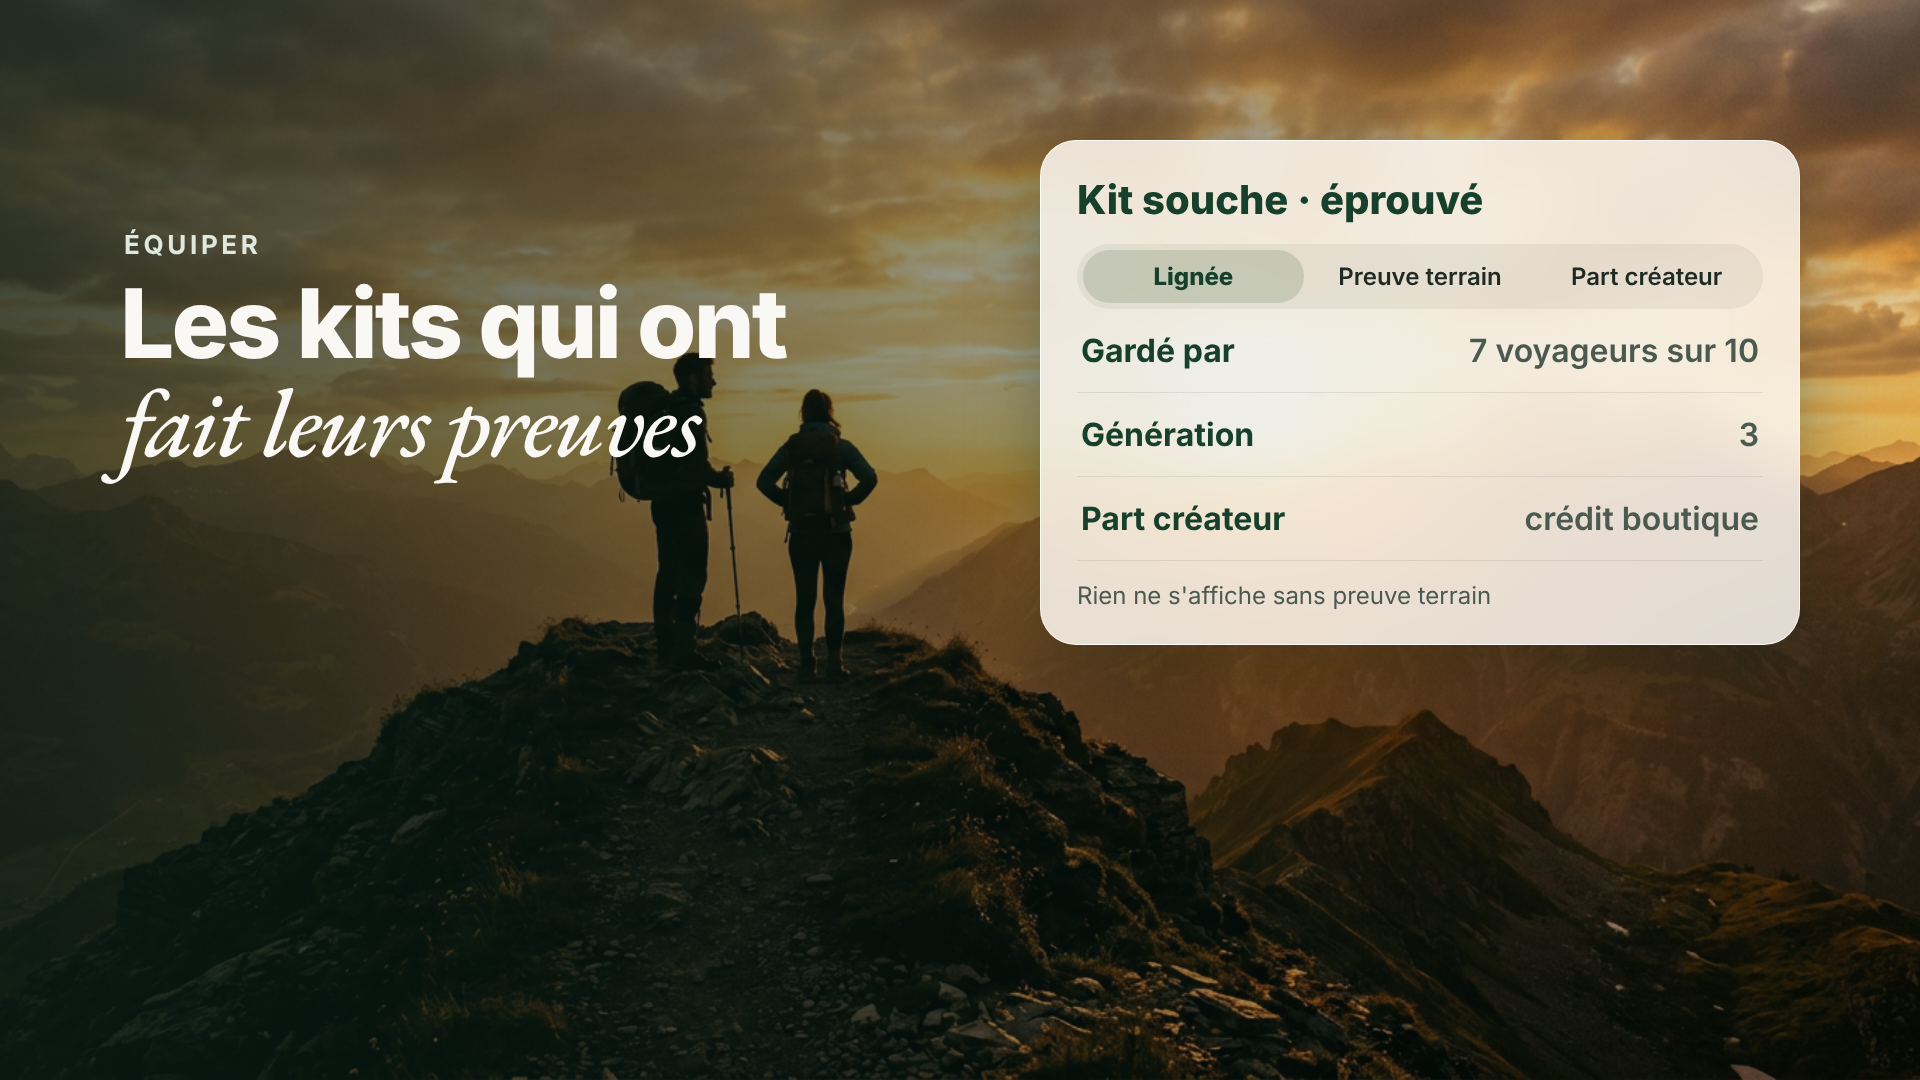 ÉQUIPER
Les kits qui ont
fait leurs preuves
Kit souche · éprouvé
Lignée Preuve terrain Part créateur
Gardé par 7 voyageurs sur 10
Génération 3
Part créateur crédit boutique
Rien ne s'affiche sans preuve terrain